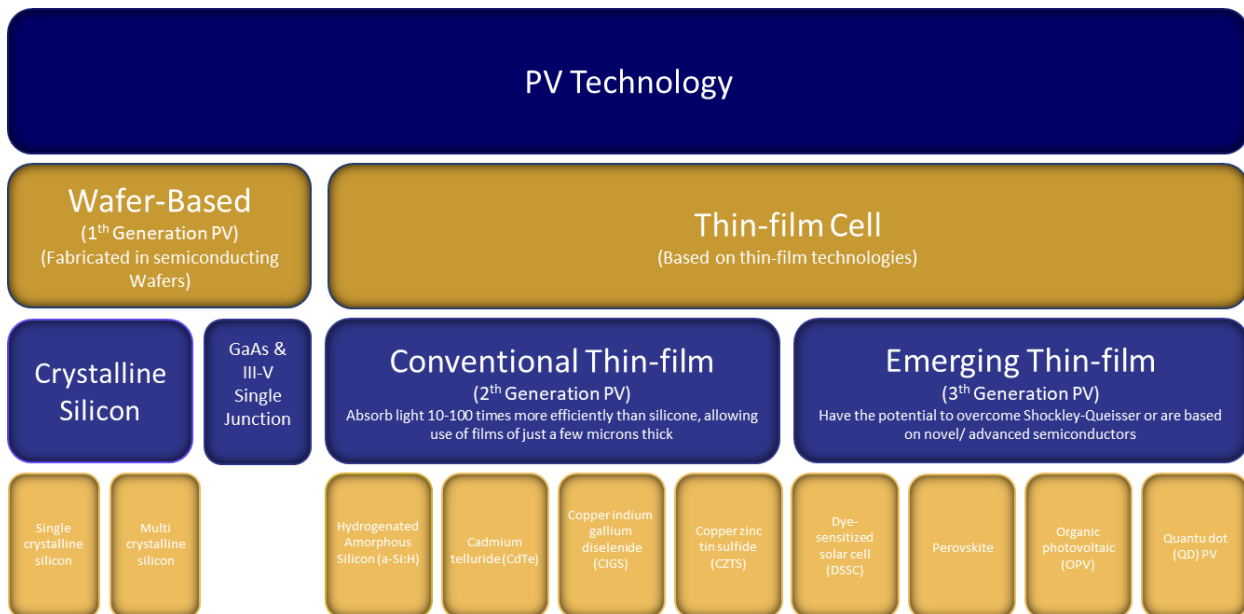 PV Technology
Wafer-Based
(1th Generation PV)
(Fabricated in semiconducting
Wafers)
Thin-film Cell
(Based on thin-film technologies)
Crystalline
Silicon
GaAs &
III-V
Single
Junction
Conventional Thin-film
(2th Generation PV)
Absorb light 10-100 times more efficiently than silicone, allowing
use of films of just a few microns thick
Emerging Thin-film
(3th Generation PV)
Have the potential to overcome Shockley-Queisser or are based
on novel/ advanced semiconductors
Single
crystalline
silicon
Multi
crystalline
silicon
Hydrogenated
Amorphous
Silicon (a-Si:H)
Cadmium
telluride (CdTe)
Copper indium
gallium
diselenide
(CIGS)
Copper zinc
tin sulfide
(CZTS)
Dye-
sensitized
solar cell
(DSSC)
Perovskite
Organic
photovoltaic
(OPV)
Quantu dot
(QD) PV